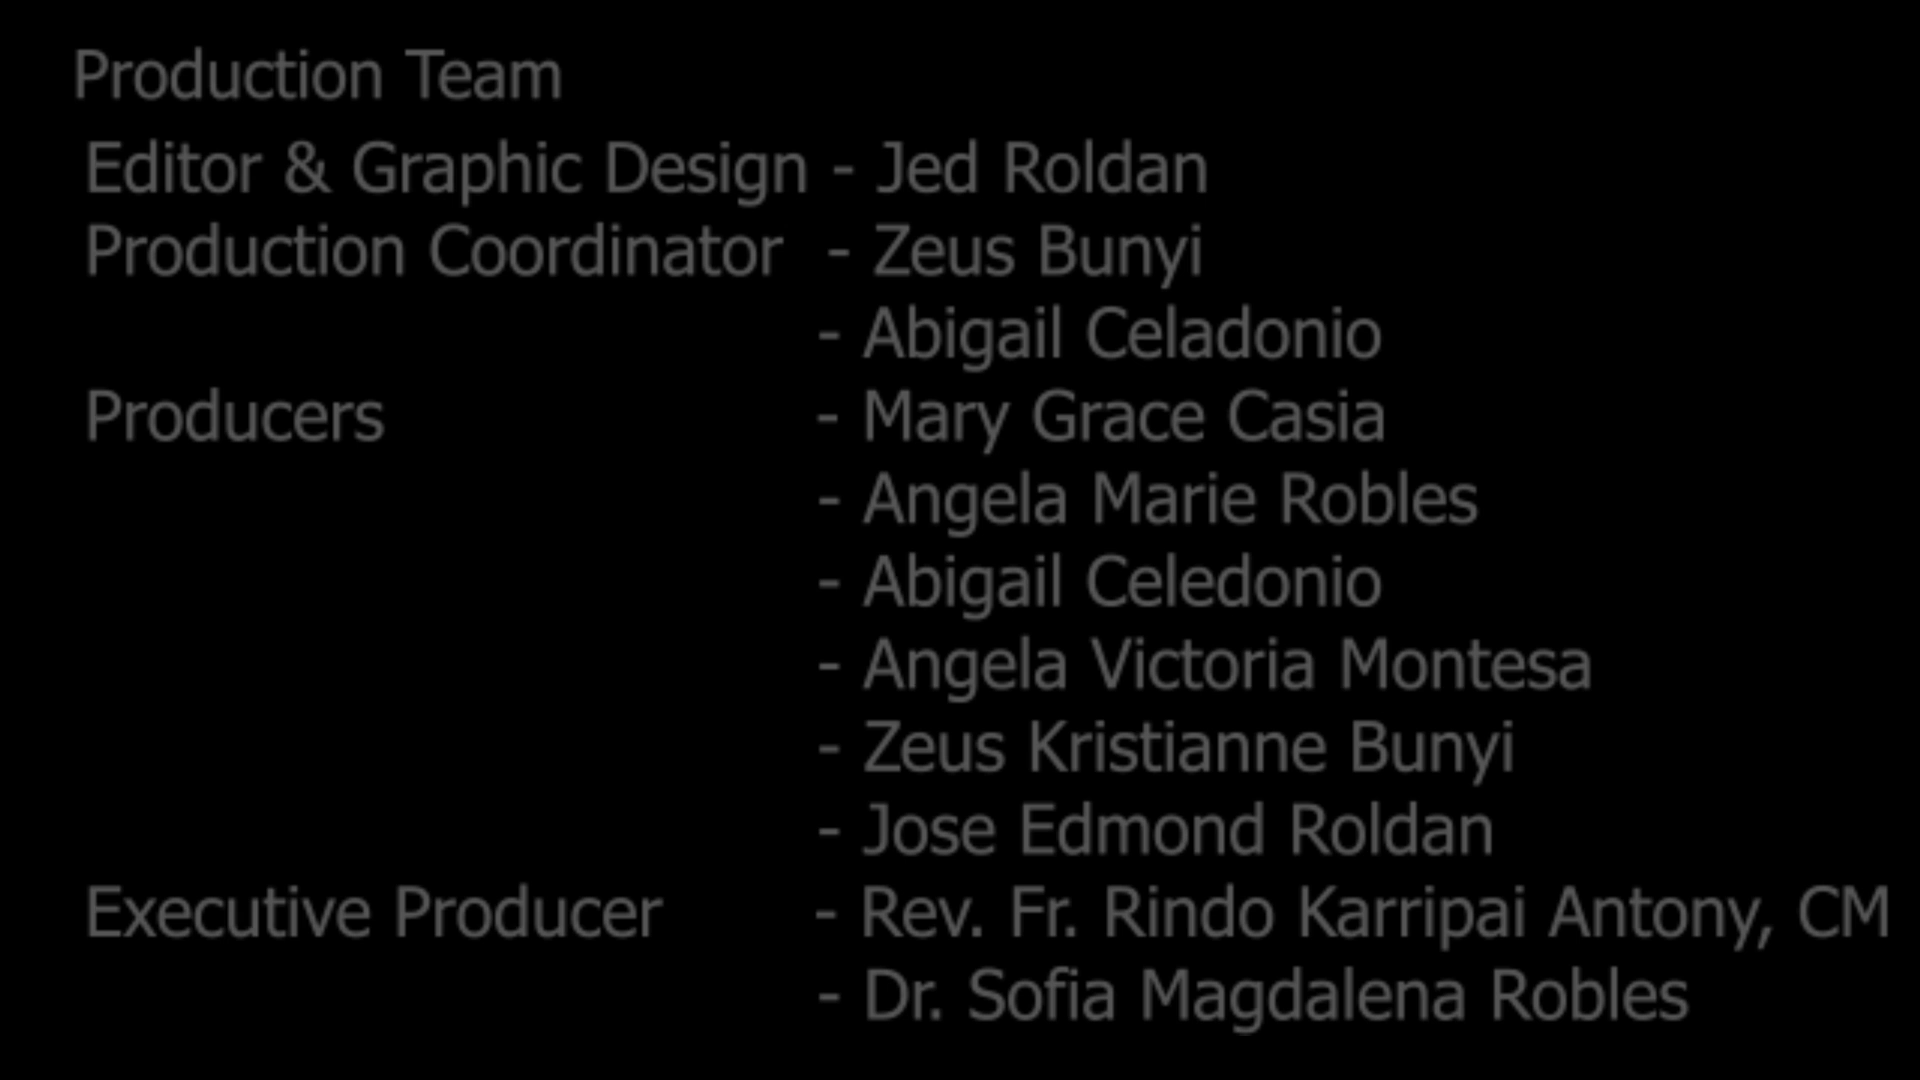 Production Team
Editor & Graphic Design - Jed Roldan
Production Coordinator - Zeus Bunyi
- Abigail Celadonio
Producers - Mary Grace Casia
- Angela Marie Robles
- Abigail Celedonio
- Angela Victoria Montesa
- Zeus Kristianne Bunyi
- Jose Edmond Roldan
Executive Producer - Rev. Fr. Rindo Karripai Antony, CM
- Dr. Sofia Magdalena Robles